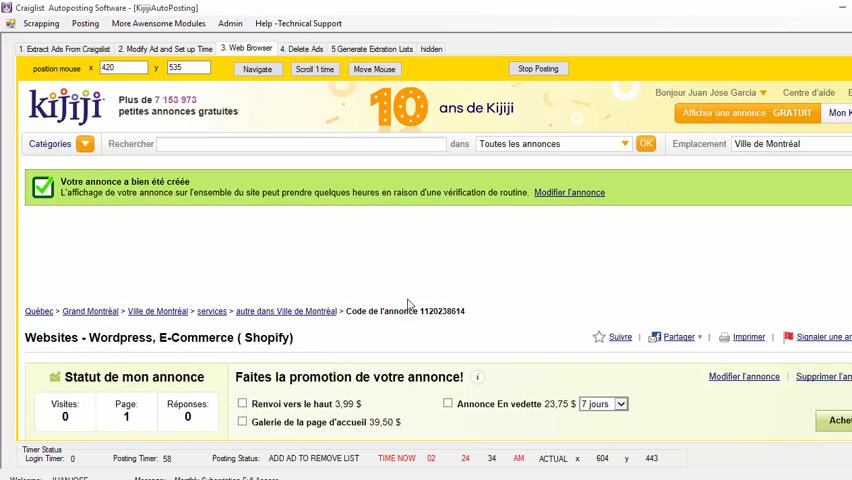 Craiglist Autoposting Software - [KijijiAutoPosting]
Scrapping Posting More Awesome Modules Admin Help -Technical Support
1. Extract Ads From Craigslist 2. Modify Ad and Set up Time 3. Web Browser 4. Delete Ads 5 Generate Extration Lists hidden
position mouse x 420 y 535 Navigate Scroll 1 time Move Mouse Stop Posting
kijiji Plus de 7 153 973 petites annonces gratuites 10 ans de Kijiji Bonjour Juan Jose Garcia Centre d'aide
Afficher une annonce : GRATUIT Mon K
Catégories Rechercher dans Toutes les annonces OK Emplacement Ville de Montréal
Votre annonce a bien été créée
L'affichage de votre annonce sur l'ensemble du site peut prendre quelques heures en raison d'une vérification de routine. Modifier l'annonce
Québec > Grand Montréal > Ville de Montréal > services > autre dans Ville de Montréal > Code de l'annonce 1120238614
Websites - Wordpress, E-Commerce ( Shopify) Suivre | Partager | Imprimer | Signaler une an
Statut de mon annonce Faites la promotion de votre annonce! i Modifier l'annonce Supprimer l'an
Visites: 0 Page: 1 Réponses: 0
Renvoi vers le haut 3,99 $ Annonce En vedette 23,75 $ 7 jours
Galerie de la page d'accueil 39,50 $ Achet
Timer Status
Login Timer: 0 Posting Timer: 58 Posting Status: ADD AD TO REMOVE LIST TIME NOW 02 24 34 AM ACTUAL x 604 y 443